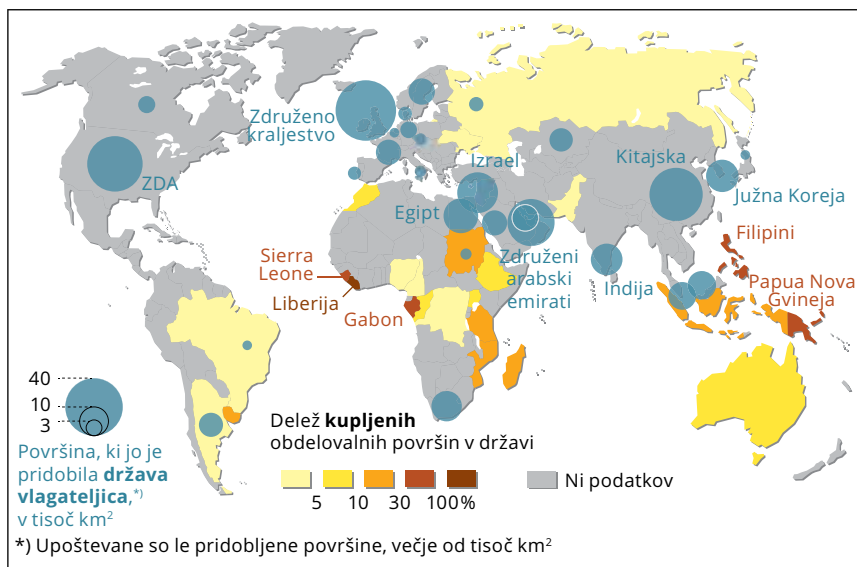 Združeno
kraljestvo
ZDA
Izrael
Kitajska
Južna Koreja
Egipt
Filipini
Sierra
Leone
Liberija
Gabon
Združeni
arabski
emirati
Indija
Papua Nova
Gvineja
40
10
3
Površina, ki jo je
pridobila država
vlagateljica,*)
v tisoč km²
Delež kupljenih
obdelovalnih površin v državi
5 10 30 100%
Ni podatkov
*) Upoštevane so le pridobljene površine, večje od tisoč km²